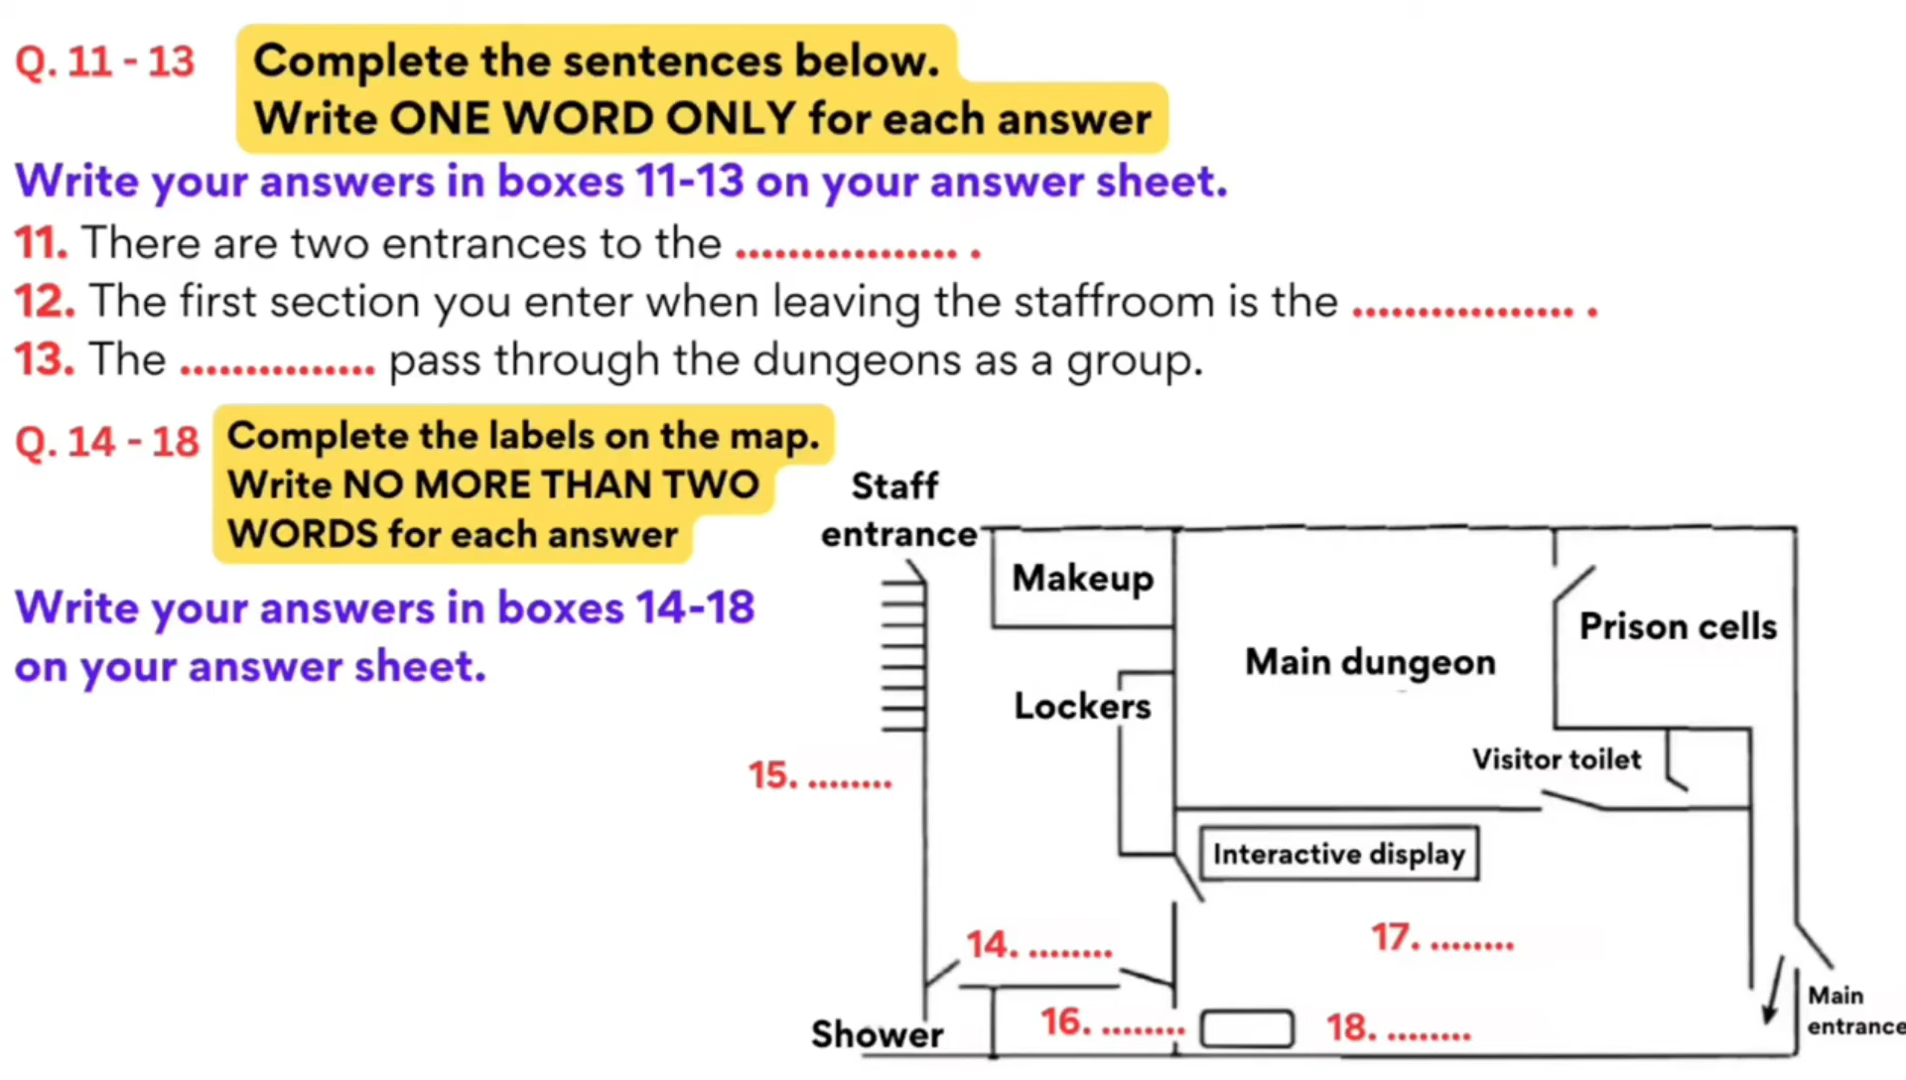 Q. 11 - 13
Complete the sentences below.
Write ONE WORD ONLY for each answer
Write your answers in boxes 11-13 on your answer sheet.
11. There are two entrances to the ................. .
12. The first section you enter when leaving the staffroom is the ................. .
13. The ............... pass through the dungeons as a group.
Q. 14 - 18
Complete the labels on the map.
Write NO MORE THAN TWO
WORDS for each answer
Write your answers in boxes 14-18
on your answer sheet.
Staff
entrance
Makeup
Prison cells
Main dungeon
Lockers
Visitor toilet
15. ........
Interactive display
14. ........
17. ........
Main
entrance
Shower
16. ........
18. ........